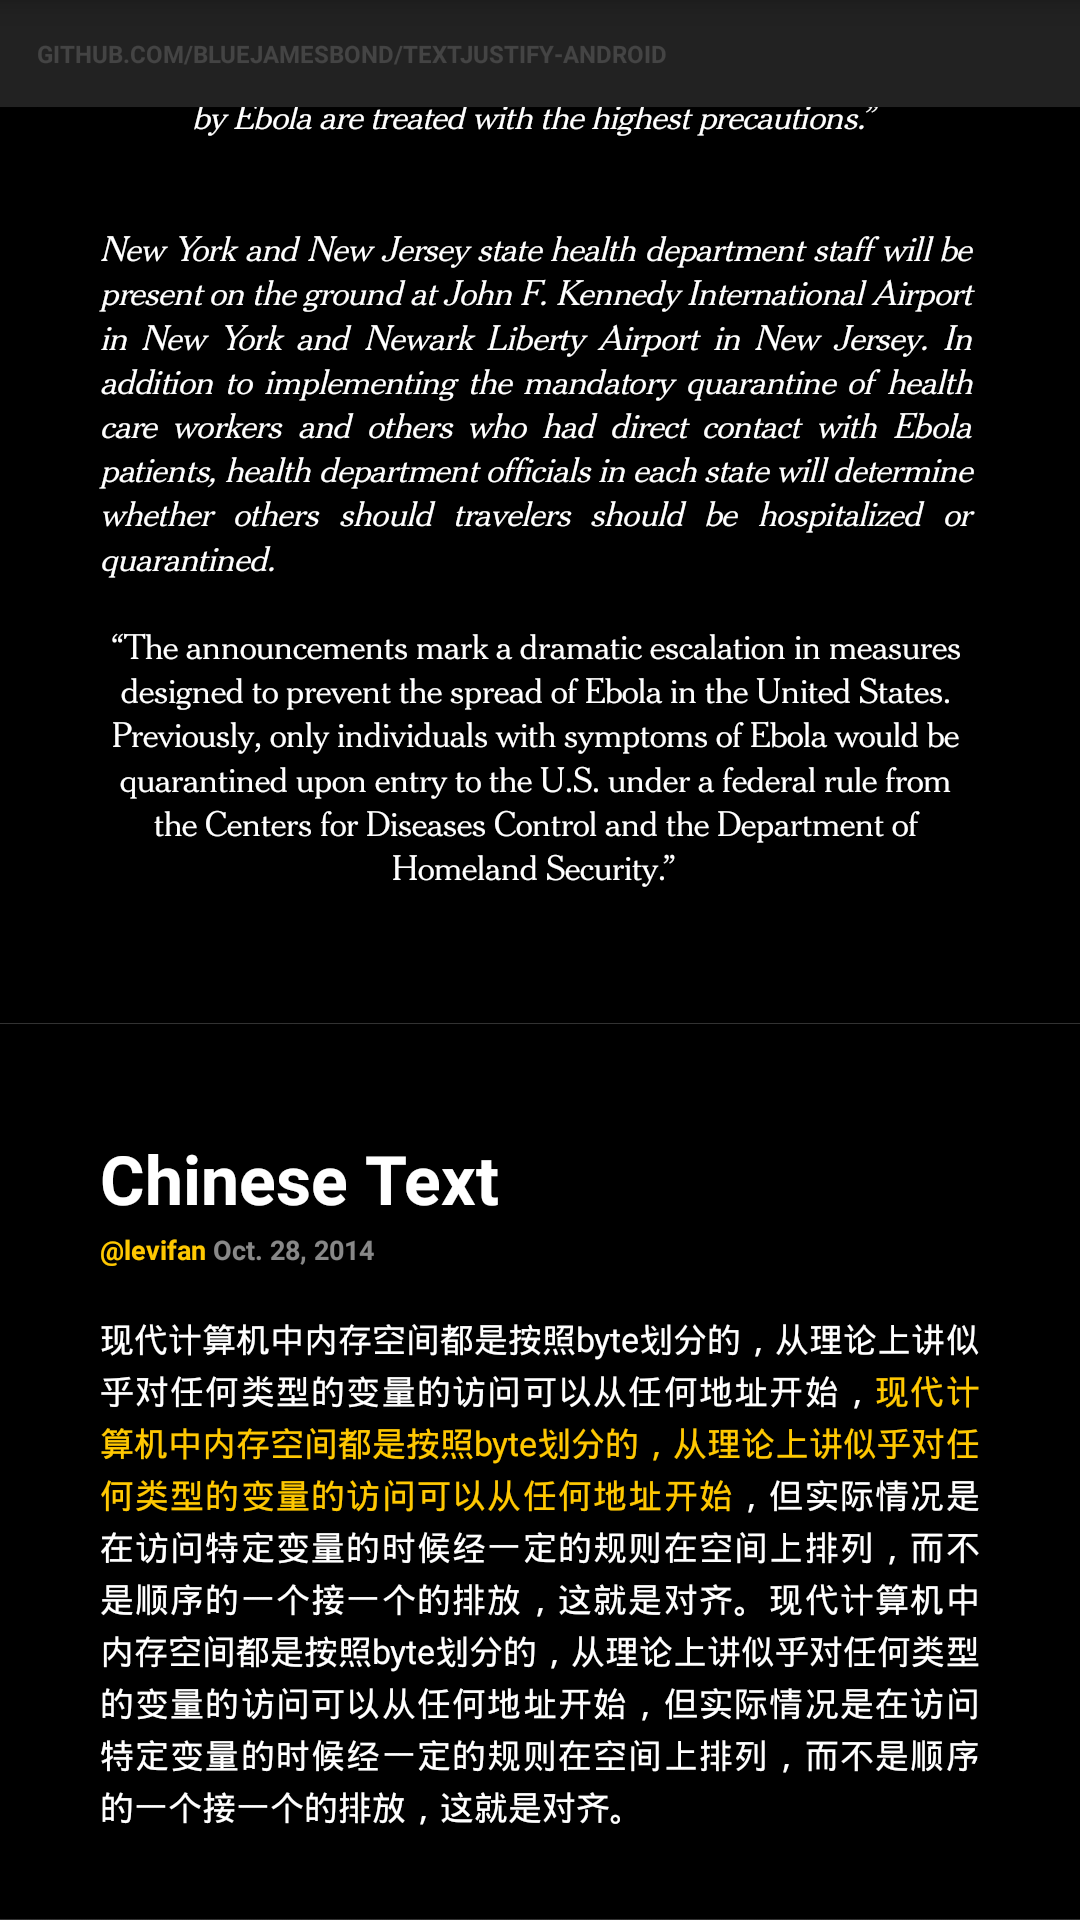 GITHUB.COM/BLUEJAMESBOND/TEXTJUSTIFY-ANDROID
by Ebola are treated with the highest precautions.”
New York and New Jersey state health department staff will be
present on the ground at John F. Kennedy International Airport
in New York and Newark Liberty Airport in New Jersey. In
addition to implementing the mandatory quarantine of health
care workers and others who had direct contact with Ebola
patients, health department officials in each state will determine
whether others should travelers should be hospitalized or
quarantined.
“The announcements mark a dramatic escalation in measures
designed to prevent the spread of Ebola in the United States.
Previously, only individuals with symptoms of Ebola would be
quarantined upon entry to the U.S. under a federal rule from
the Centers for Diseases Control and the Department of
Homeland Security.”
Chinese Text
@levifan Oct. 28, 2014
现代计算机中内存空间都是按照byte划分的，从理论上讲似
乎对任何类型的变量的访问可以从任何地址开始，现代计
算机中内存空间都是按照byte划分的，从理论上讲似乎对任
何类型的变量的访问可以从任何地址开始，但实际情况是
在访问特定变量的时候经一定的规则在空间上排列，而不
是顺序的一个接一个的排放，这就是对齐。现代计算机中
内存空间都是按照byte划分的，从理论上讲似乎对任何类型
的变量的访问可以从任何地址开始，但实际情况是在访问
特定变量的时候经一定的规则在空间上排列，而不是顺序
的一个接一个的排放，这就是对齐。